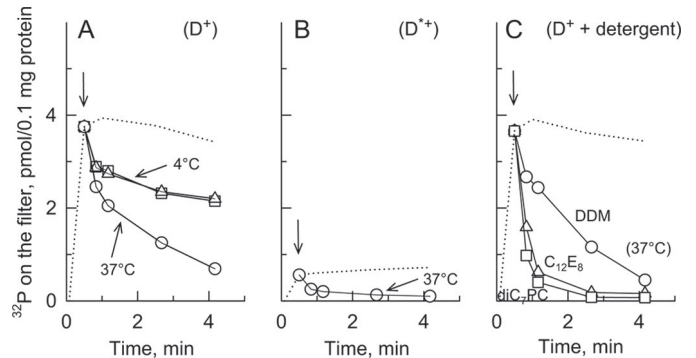 A (D⁺)
B (D*⁺)
C (D⁺ + detergent)
³²P on the filter, pmol/0.1 mg protein
4
2
0
4°C
37°C
37°C
DDM
(37°C)
C₁₂E₈
diC₇PC
0 2 4
0 2 4
0 2 4
Time, min
Time, min
Time, min